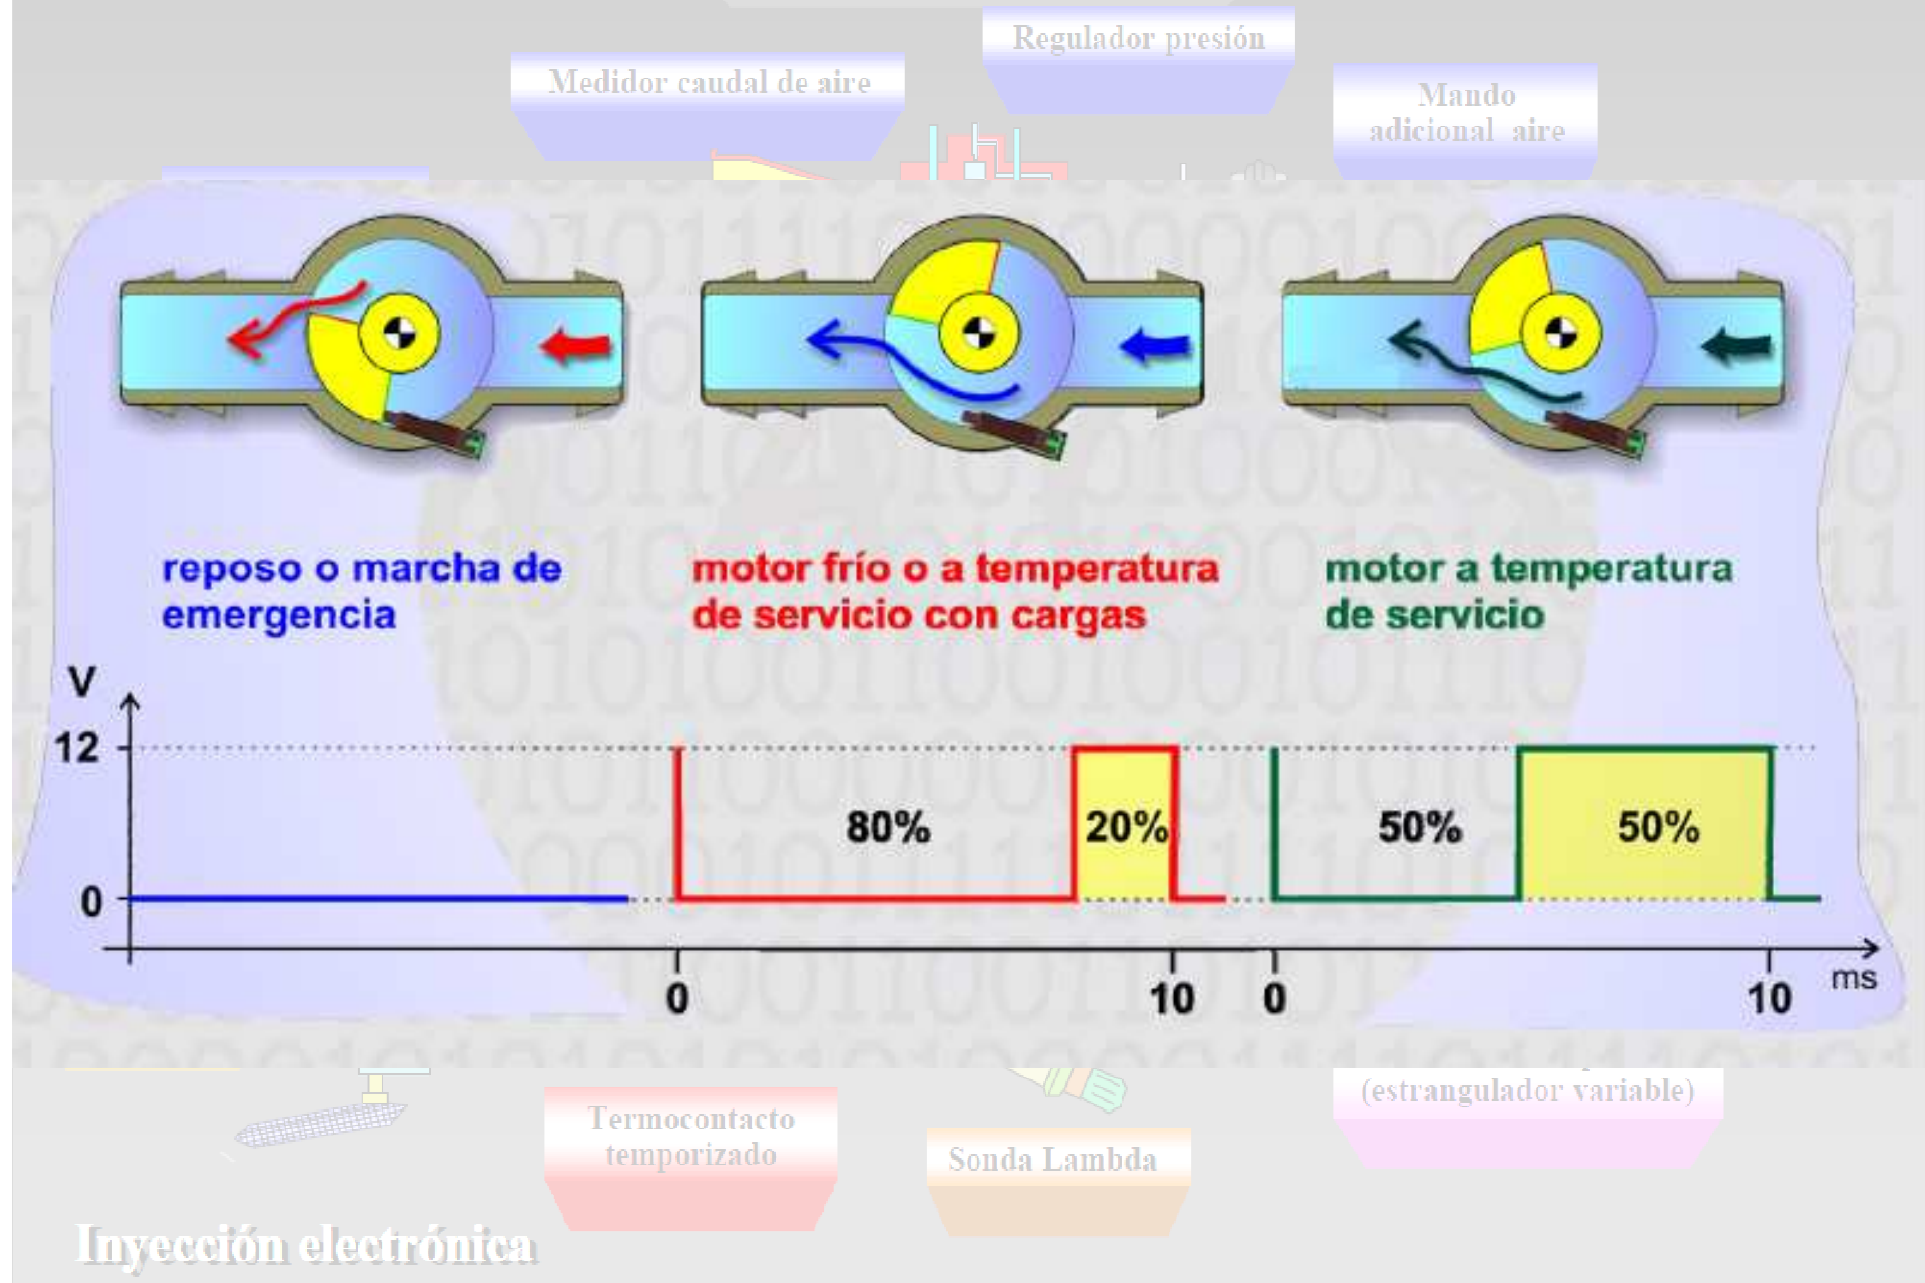 Regulador presión
Medidor caudal de aire
Mando
adicional aire
reposo o marcha de
emergencia
motor frío o a temperatura
de servicio con cargas
motor a temperatura
de servicio
V
12
80%
20%
50%
50%
0
0
10
0
10
ms
(estrangulador variable)
Termocontacto
temporizado
Sonda Lambda
Inyección electrónica